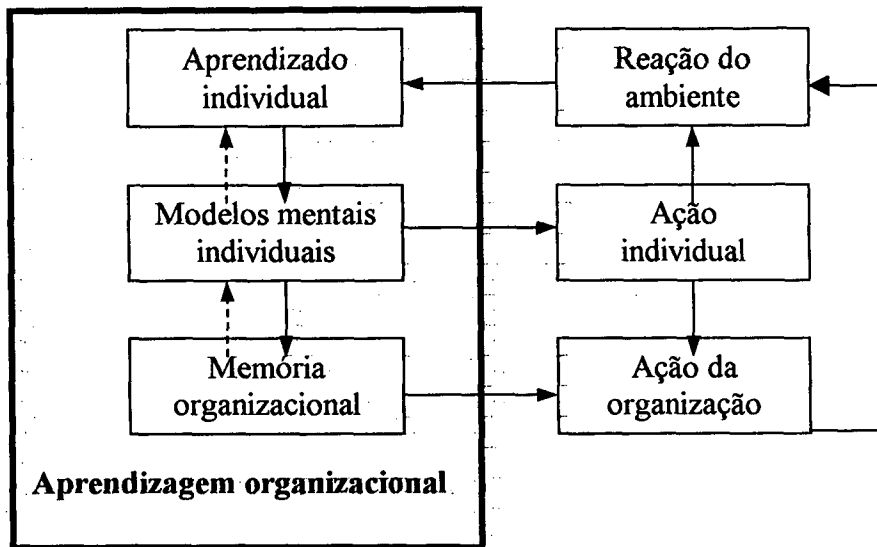 Aprendizado
individual
Reação do
ambiente
Modelos mentais
individuais
Ação
individual
Memória
organizacional
Ação da
organização
Aprendizagem organizacional